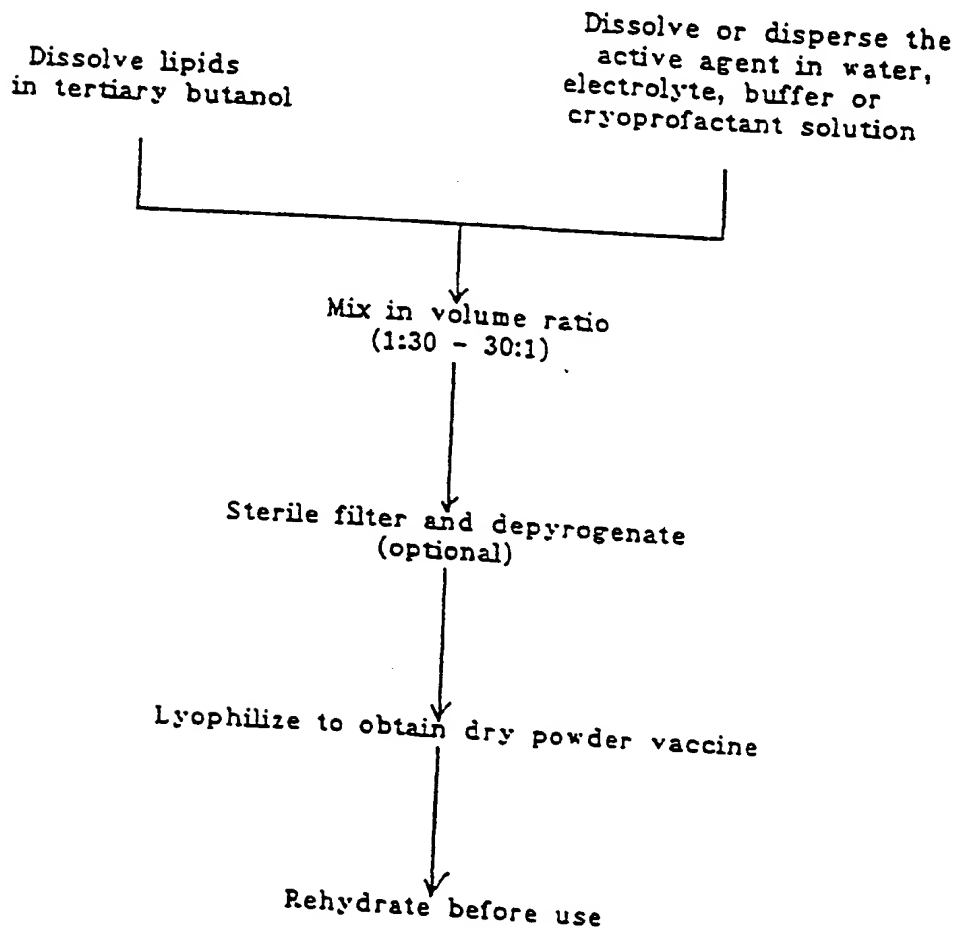 Dissolve lipids
in tertiary butanol
Dissolve or disperse the
active agent in water,
electrolyte, buffer or
cryoprofactant solution
Mix in volume ratio
(1:30 - 30:1)
Sterile filter and depyrogenate
(optional)
Lyophilize to obtain dry powder vaccine
Rehydrate before use